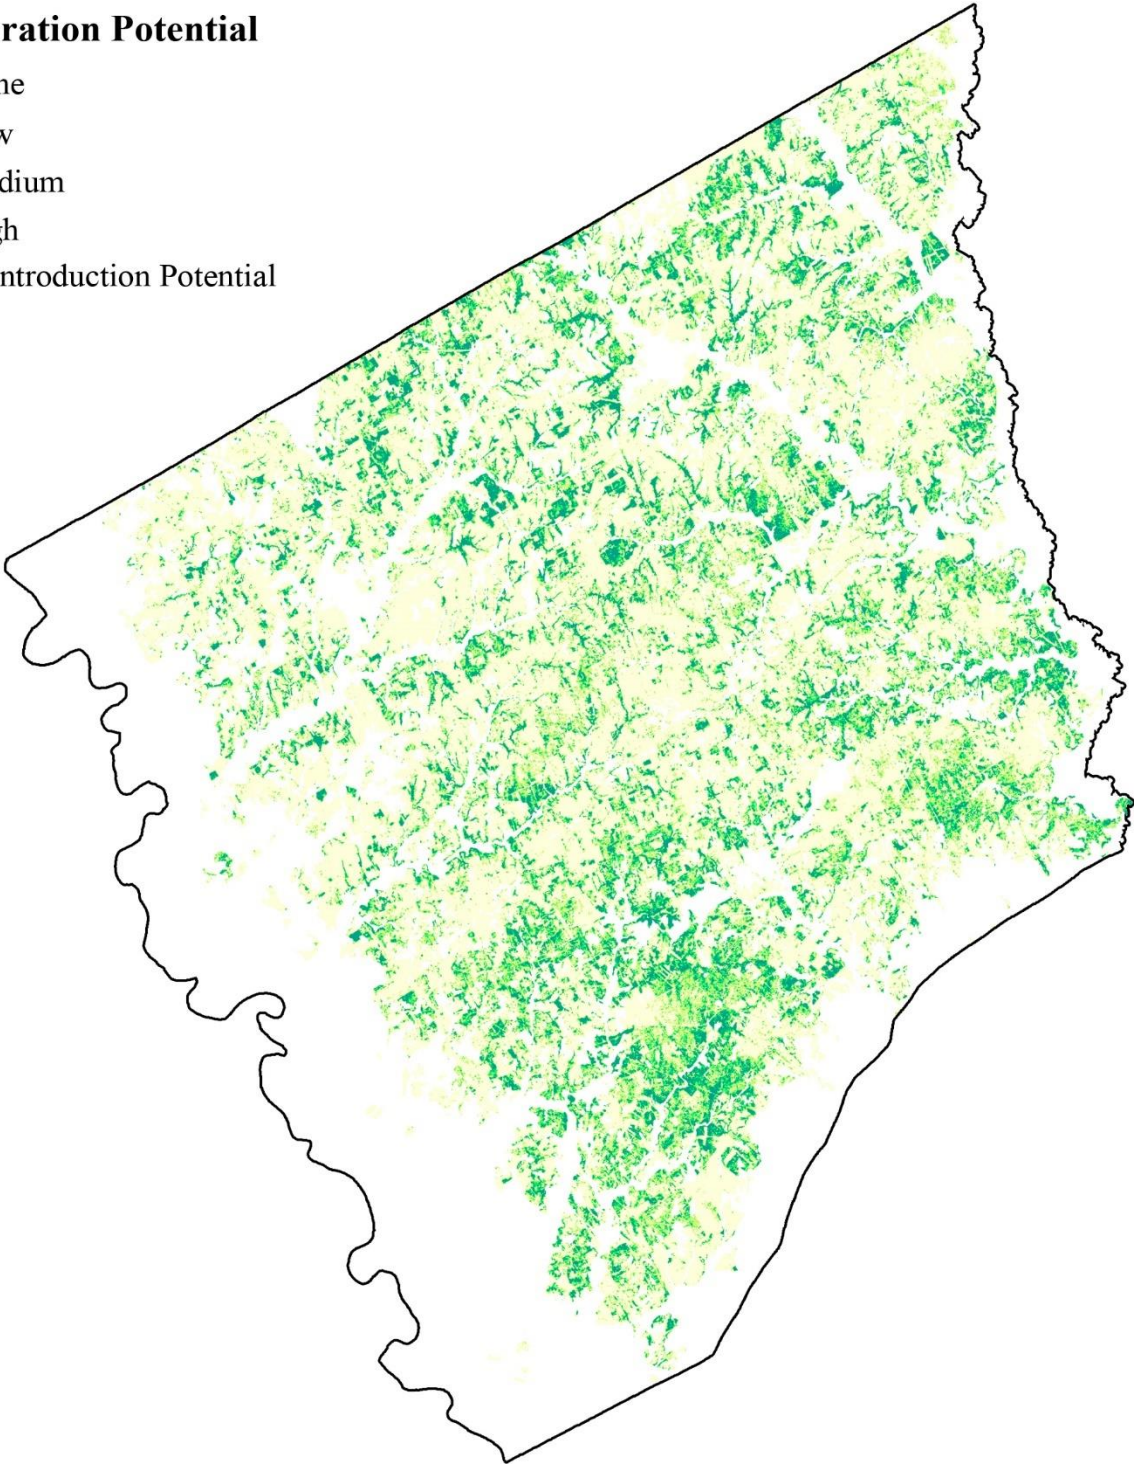 ration Potential
ne
w
dium
gh
ntroduction Potential